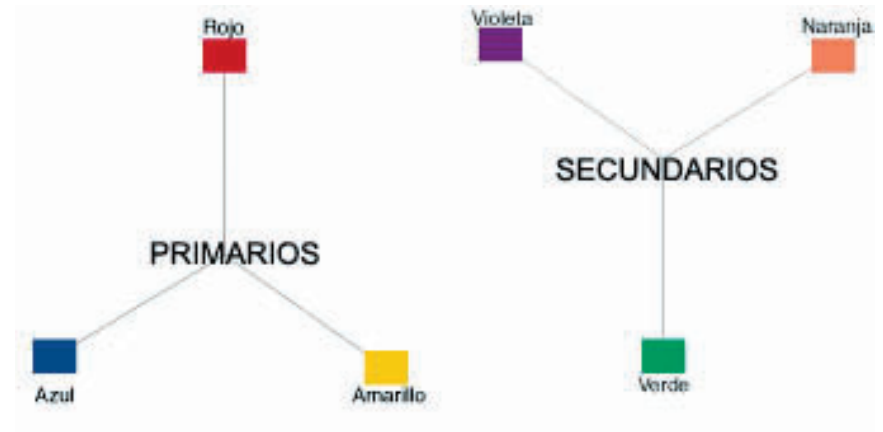 Rojo
PRIMARIOS
Azul
Amarillo
Violeta
Naranja
SECUNDARIOS
Verde